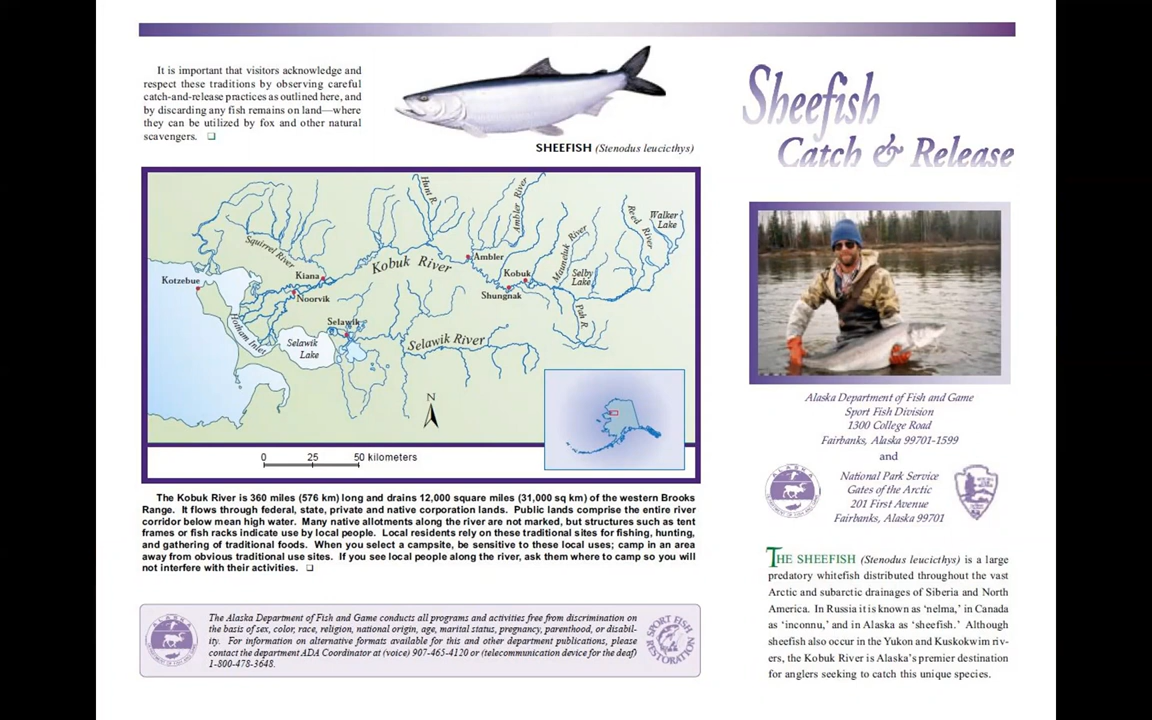 It is important that visitors acknowledge and
respect these traditions by observing careful
catch-and-release practices as outlined here, and
by discarding any fish remains on land—where
they can be utilized by fox and other natural
scavengers. ❑
SHEEFISH (Stenodus leucicthys)
Hunt R.
Ambler River
Reed River
Walker
Lake
Squirrel River
Kobuk River
Ambler
Mauneluk River
Kotzebue
Kiana
Kobuk
Selby
Lake
Noorvik
Shungnak
Pah R.
Hotham Inlet
Selawik
Selawik
Lake
Selawik River
N
0 25 50 kilometers
The Kobuk River is 360 miles (576 km) long and drains 12,000 square miles (31,000 sq km) of the western Brooks
Range. It flows through federal, state, private and native corporation lands. Public lands comprise the entire river
corridor below mean high water. Many native allotments along the river are not marked, but structures such as tent
frames or fish racks indicate use by local people. Local residents rely on these traditional sites for fishing, hunting,
and gathering of traditional foods. When you select a campsite, be sensitive to these local uses; camp in an area
away from obvious traditional use sites. If you see local people along the river, ask them where to camp so you will
not interfere with their activities. ❑
The Alaska Department of Fish and Game conducts all programs and activities free from discrimination on
the basis of sex, color, race, religion, national origin, age, marital status, pregnancy, parenthood, or disabil-
ity. For information on alternative formats available for this and other department publications, please
contact the department ADA Coordinator at (voice) 907-465-4120 or (telecommunication device for the deaf)
1-800-478-3648.
SPORT FISH
RESTORATION
Sheefish
Catch & Release
Alaska Department of Fish and Game
Sport Fish Division
1300 College Road
Fairbanks, Alaska 99701-1599
and
ALASKA
National Park Service
Gates of the Arctic
201 First Avenue
Fairbanks, Alaska 99701
THE SHEEFISH (Stenodus leucicthys) is a large
predatory whitefish distributed throughout the vast
Arctic and subarctic drainages of Siberia and North
America. In Russia it is known as ‘nelma,’ in Canada
as ‘inconnu,’ and in Alaska as ‘sheefish.’ Although
sheefish also occur in the Yukon and Kuskokwim riv-
ers, the Kobuk River is Alaska’s premier destination
for anglers seeking to catch this unique species.